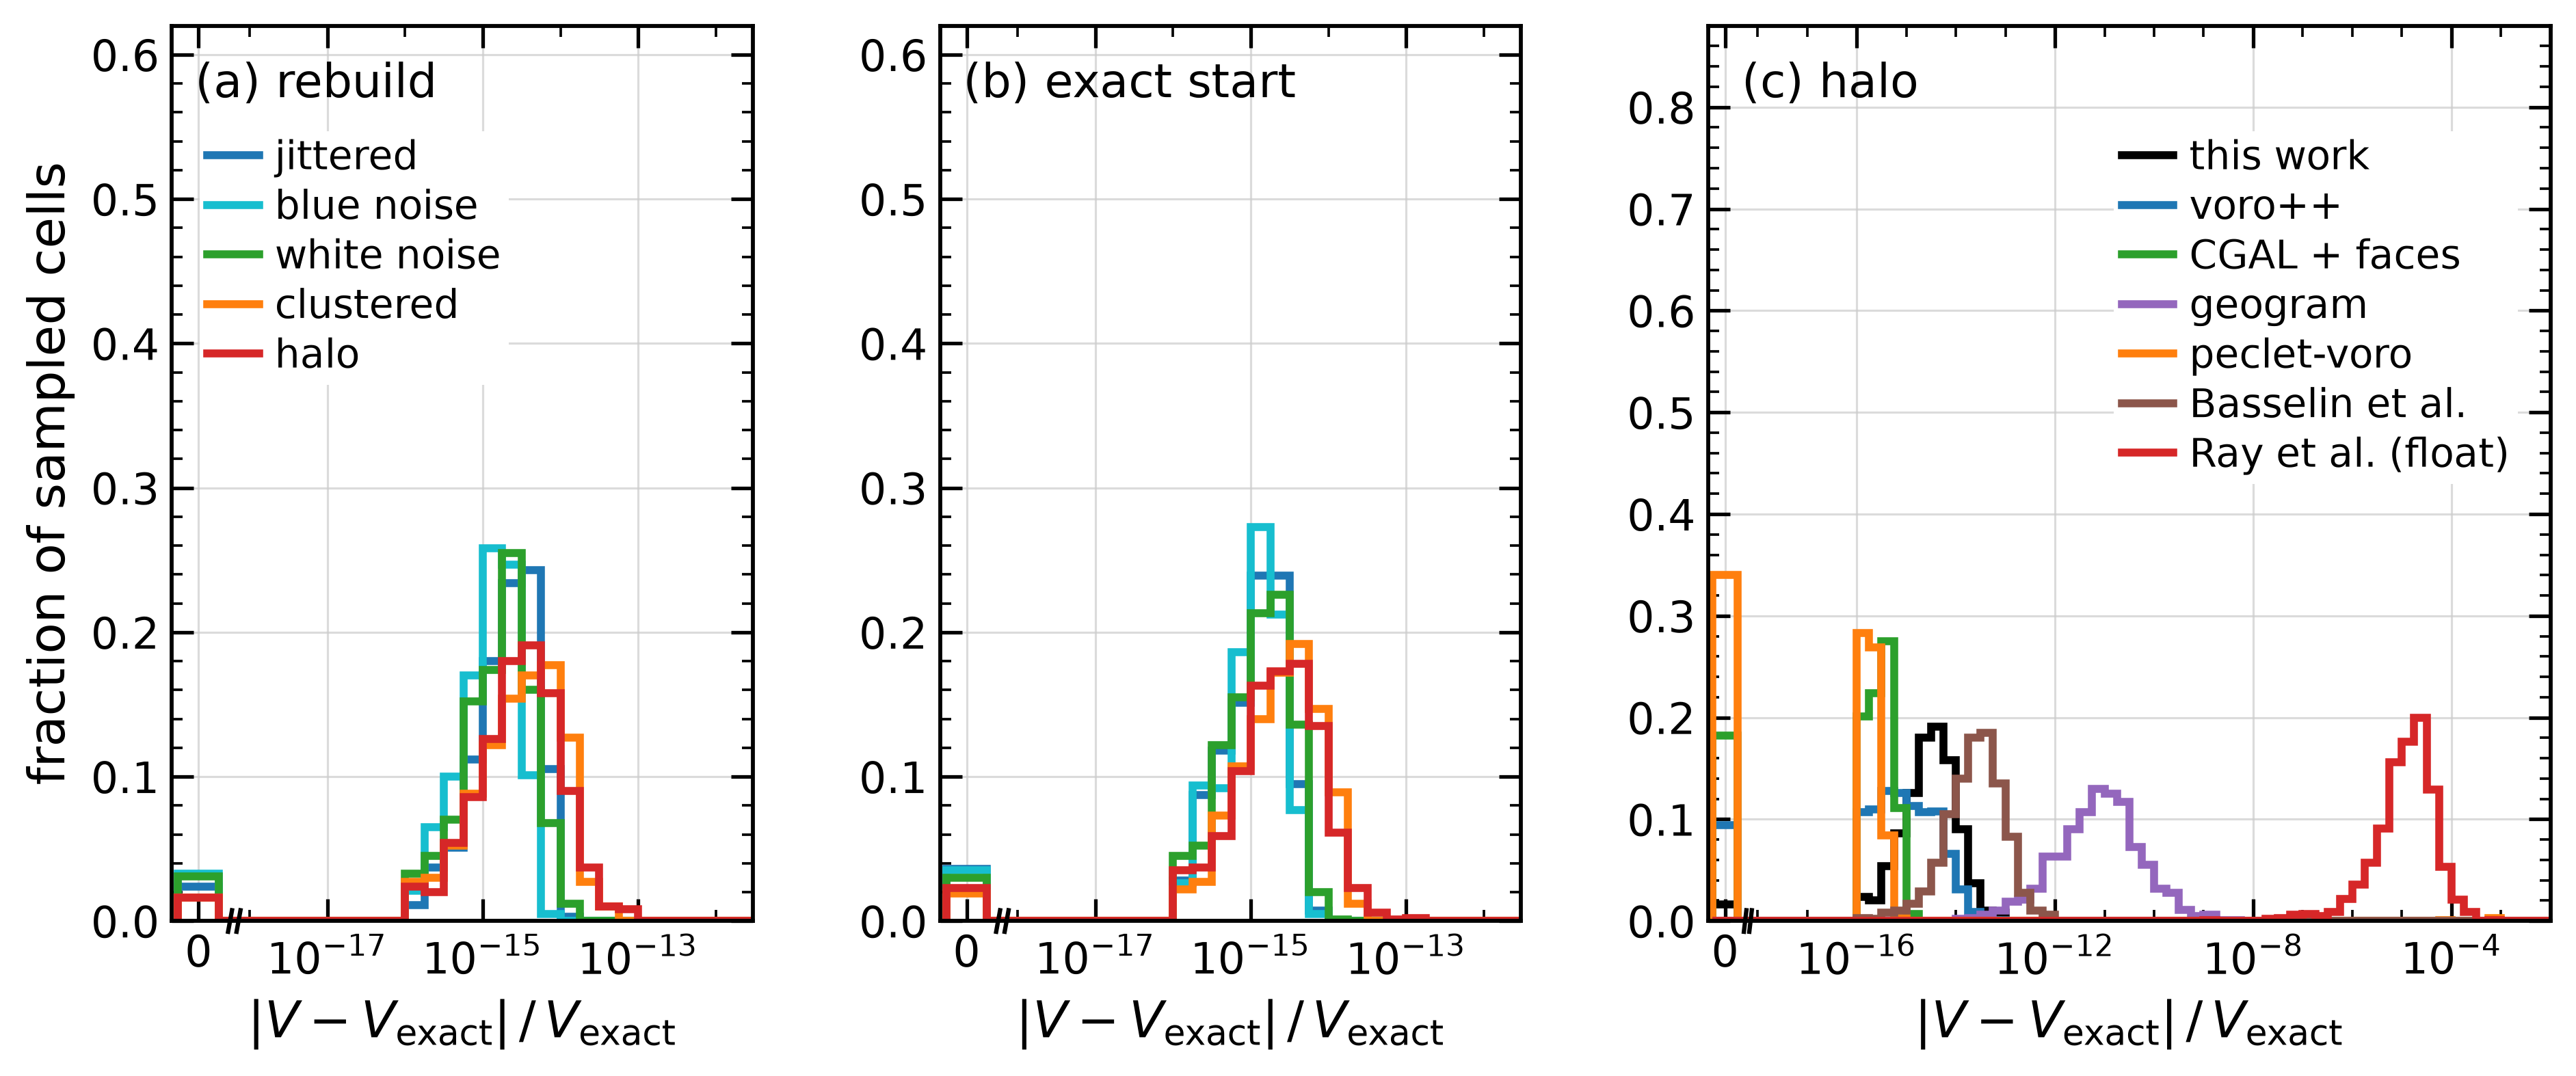 fraction of sampled cells
(a) rebuild
jittered
blue noise
white noise
clustered
halo
0.6
0.5
0.4
0.3
0.2
0.1
0.0
0 10⁻¹⁷ 10⁻¹⁵ 10⁻¹³
|V − V_exact| / V_exact
(b) exact start
0.6
0.5
0.4
0.3
0.2
0.1
0.0
0 10⁻¹⁷ 10⁻¹⁵ 10⁻¹³
|V − V_exact| / V_exact
(c) halo
this work
voro++
CGAL + faces
geogram
peclet-voro
Basselin et al.
Ray et al. (float)
0.8
0.7
0.6
0.5
0.4
0.3
0.2
0.1
0.0
0 10⁻¹⁶ 10⁻¹² 10⁻⁸ 10⁻⁴
|V − V_exact| / V_exact